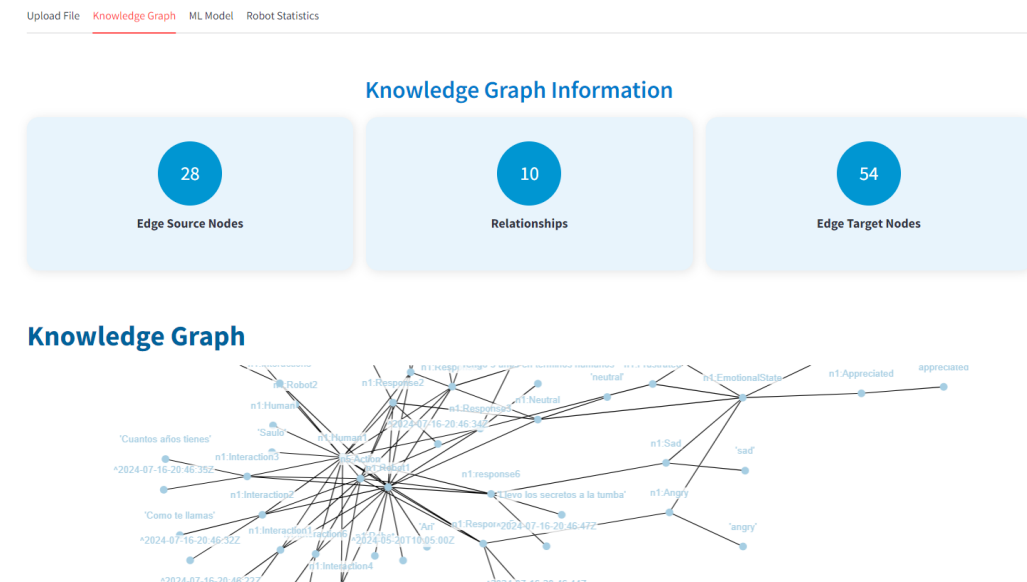 Upload File Knowledge Graph ML Model Robot Statistics
Knowledge Graph Information
28 10 54
Edge Source Nodes Relationships Edge Target Nodes
Knowledge Graph
appreciated
n1:Appreciated
n1:EmotionalState
'neutral'
n1:Response2
n1:Robot2
n1:Neutral
n1:Human
n1:Response3
^2024-07-16-20:46:34Z
'Saulo'
n1:Human1
'Cuantos años tienes'
n1:Sad
'sad'
n1:Interaction3
n1:Action
n1:Robot1
^2024-07-16-20:46:35Z
n1:response6
n1:Interaction2
'Llevo los secretos a la tumba'
n1:Angry
'Como te llamas'
'Ari'
^2024-07-16-20:46:47Z
'angry'
n1:Interaction1
^2024-07-16-20:46:32Z
^2024-05-20T10:05:00Z
n1:Interaction4